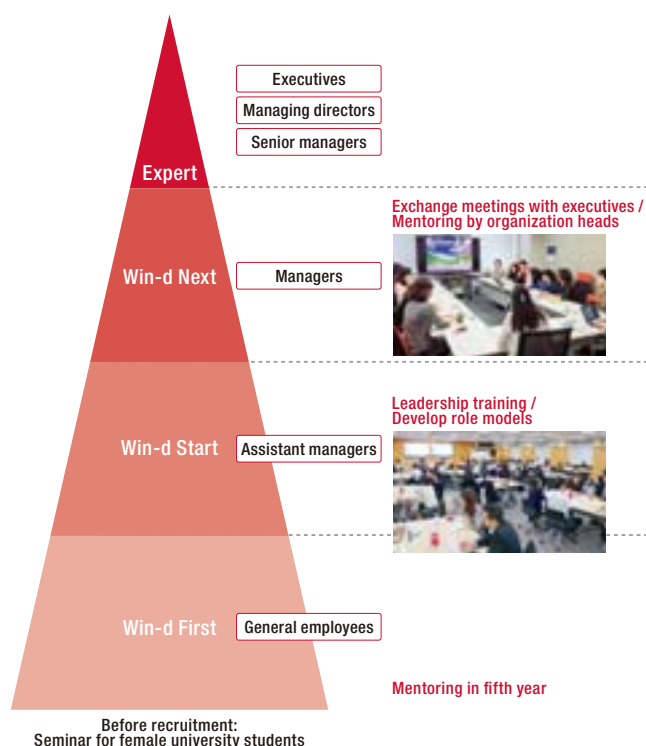 Executives
Managing directors
Senior managers
Expert
Exchange meetings with executives /
Mentoring by organization heads
Win-d Next
Managers
Leadership training /
Develop role models
Win-d Start
Assistant managers
Win-d First
General employees
Mentoring in fifth year
Before recruitment:
Seminar for female university students